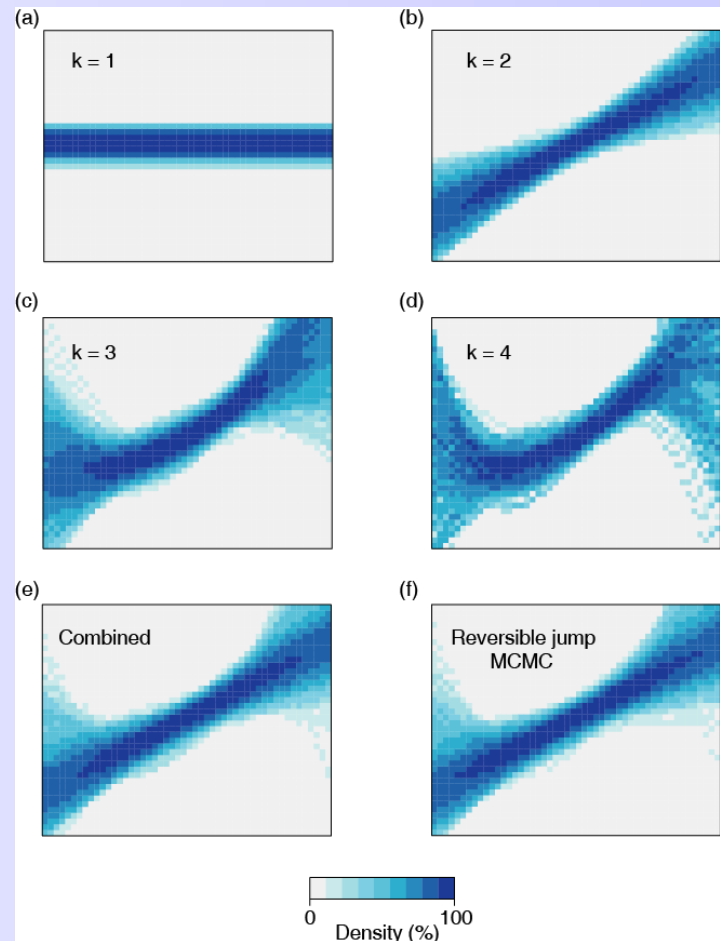 (a)
k = 1
(b)
k = 2
(c)
k = 3
(d)
k = 4
(e)
Combined
(f)
Reversible jump
MCMC
0
100
Density (%)